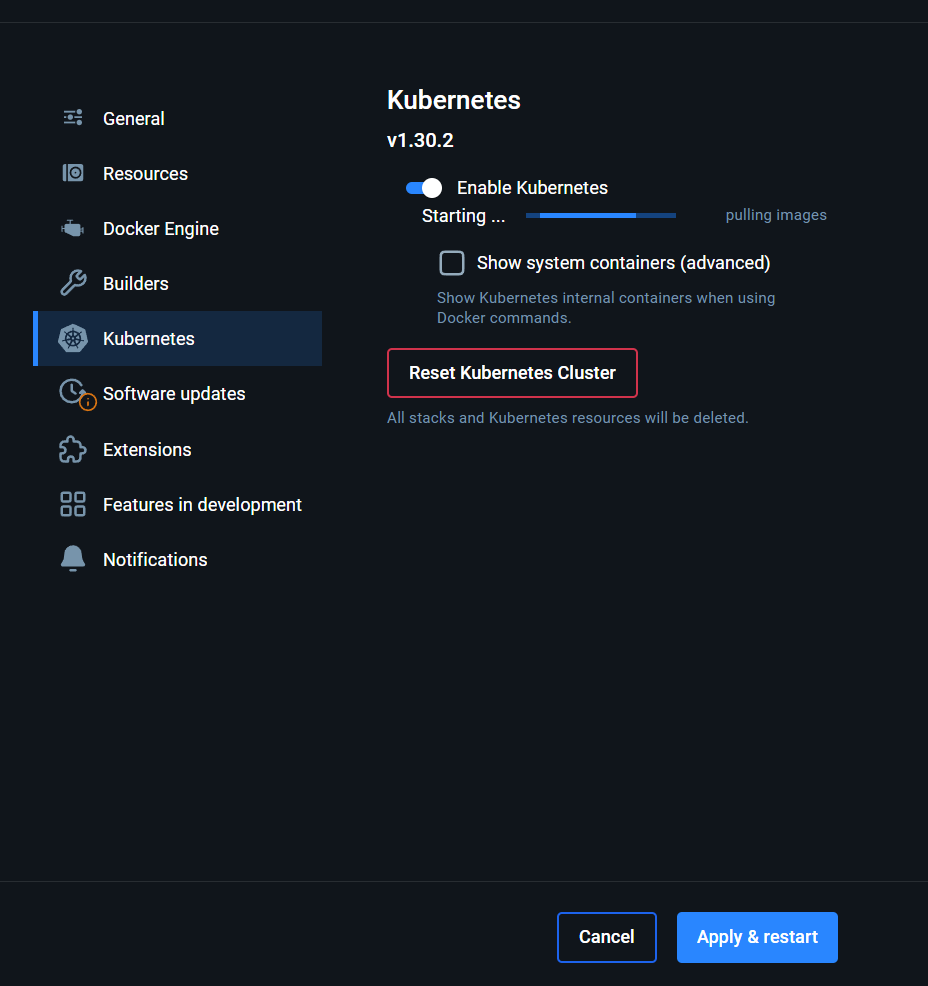 General
Resources
Docker Engine
Builders
Kubernetes
Software updates
Extensions
Features in development
Notifications
Kubernetes
v1.30.2
Enable Kubernetes
Starting ...
pulling images
Show system containers (advanced)
Show Kubernetes internal containers when using
Docker commands.
Reset Kubernetes Cluster
All stacks and Kubernetes resources will be deleted.
Cancel
Apply & restart